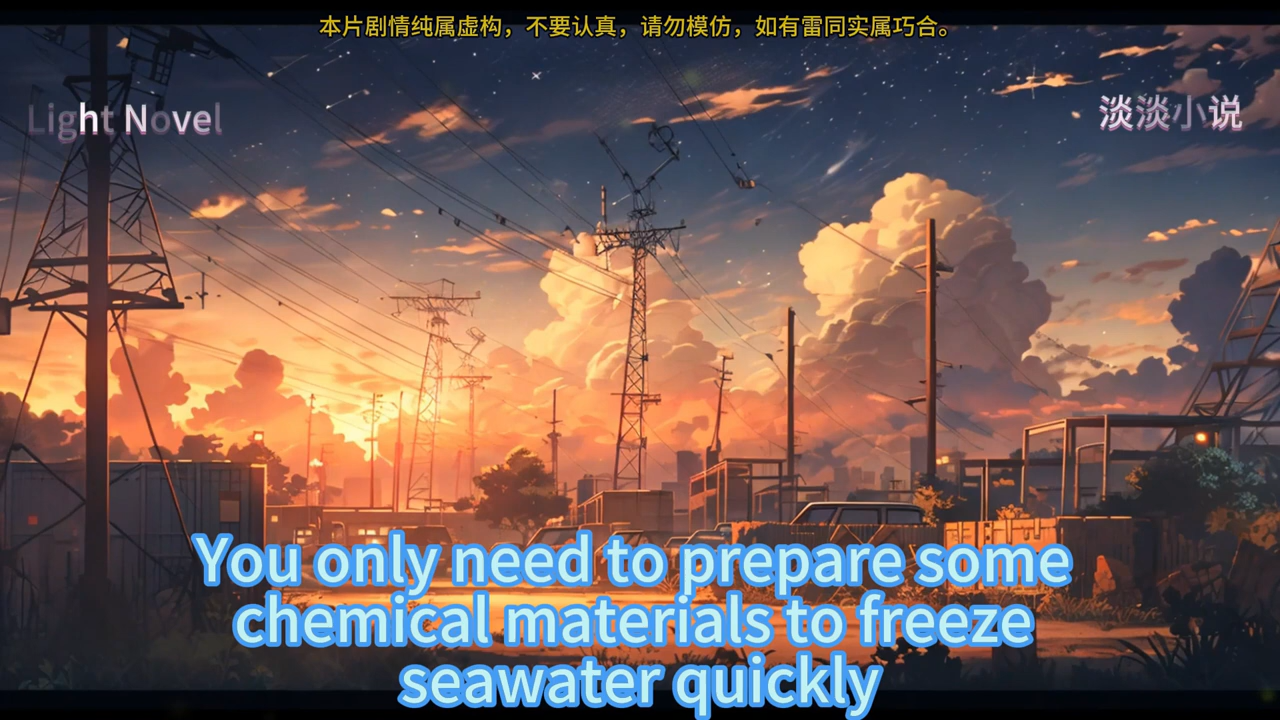 本片剧情纯属虚构，不要认真，请勿模仿，如有雷同实属巧合。
Light Novel
淡淡小说
You only need to prepare some
chemical materials to freeze
seawater quickly